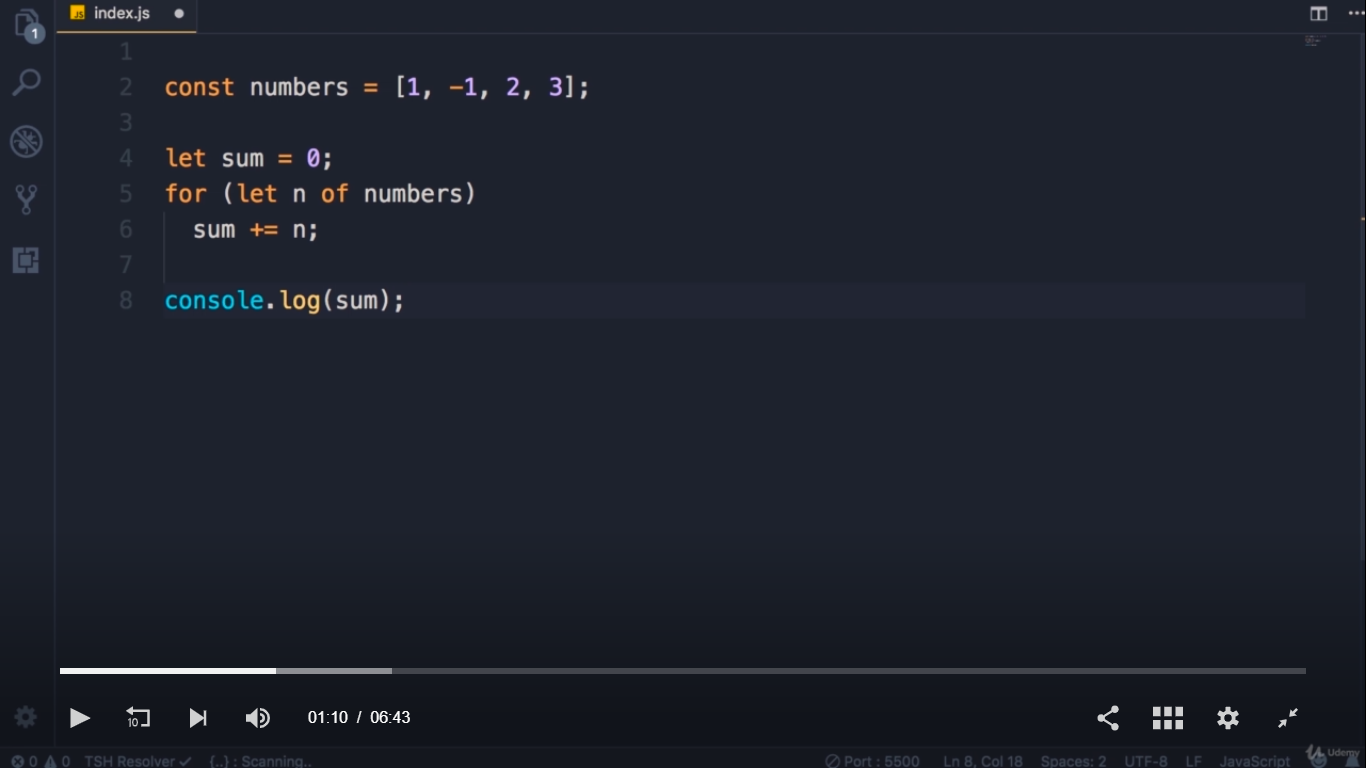 JS index.js
1
1
2 const numbers = [1, -1, 2, 3];
3
4 let sum = 0;
5 for (let n of numbers)
6 sum += n;
7
8 console.log(sum);
10
01:10 / 06:43
0 0 TSH Resolver {..} : Scanning.. Port : 5500 Ln 8, Col 18 Spaces: 2 UTF-8 LF JavaScript Udemy